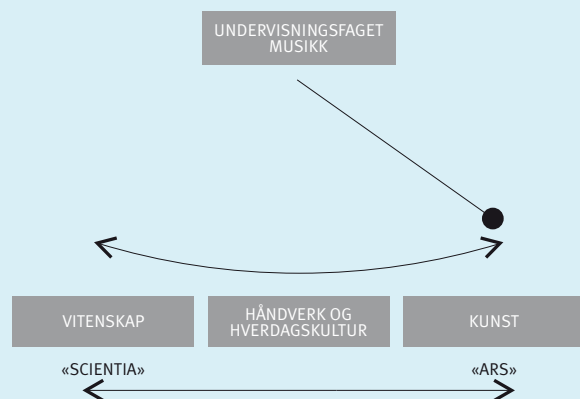 UNDERVISNINGSFAGET
MUSIKK
VITENSKAP
HÅNDVERK OG
HVERDAGSKULTUR
KUNST
«SCIENTIA»
«ARS»